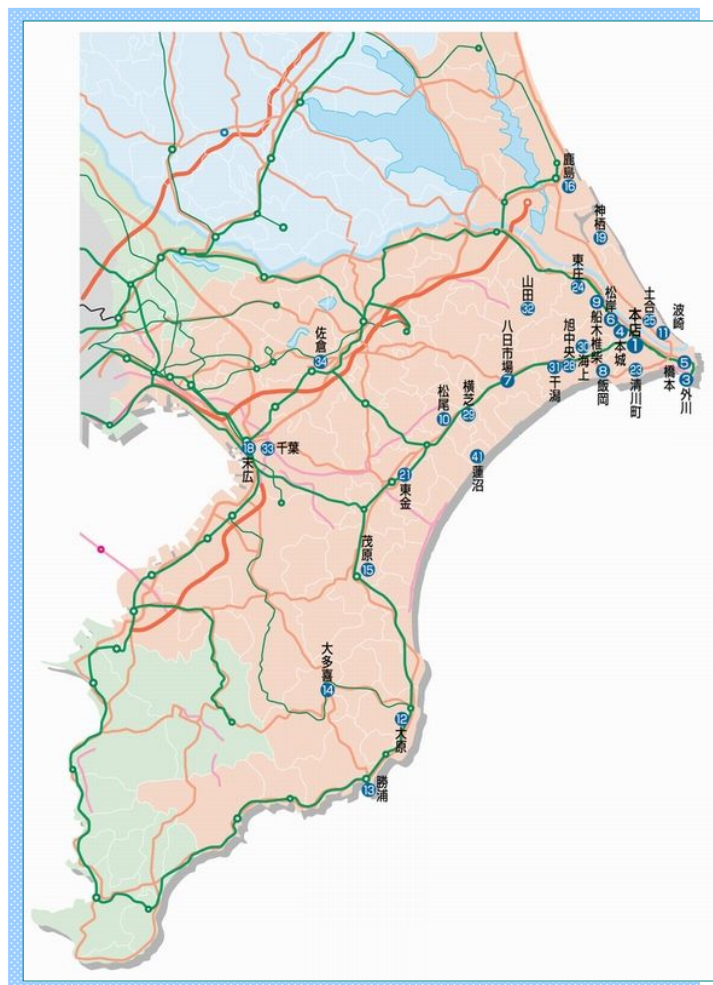 鹿島
16
神栖
19
東庄
24
山田
32
松岸
6
船木椎柴
9
土合
25
波崎
11
本店
1
本城
4
橋本
5
外川
3
清川町
23
飯岡
8
海上
30
旭中央
28
干潟
31
八日市場
7
佐倉
34
横芝
29
松尾
10
蓮沼
41
千葉
33
末広
18
東金
21
茂原
15
大多喜
14
大原
12
勝浦
13